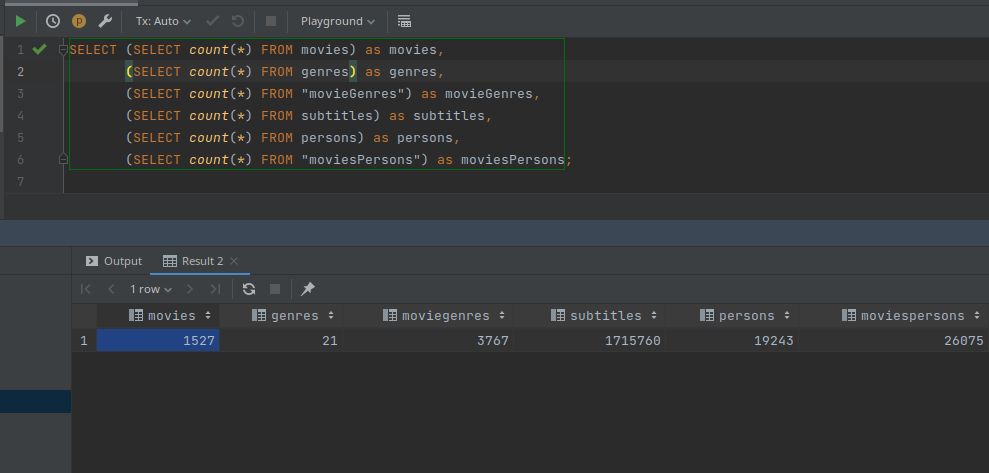 Tx: Auto Playground
1 SELECT (SELECT count(*) FROM movies) as movies,
2 (SELECT count(*) FROM genres) as genres,
3 (SELECT count(*) FROM "movieGenres") as movieGenres,
4 (SELECT count(*) FROM subtitles) as subtitles,
5 (SELECT count(*) FROM persons) as persons,
6 (SELECT count(*) FROM "moviesPersons") as moviesPersons;
7
Output Result 2
1 row
movies genres moviegenres subtitles persons moviespersons
1 1527 21 3767 1715760 19243 26075